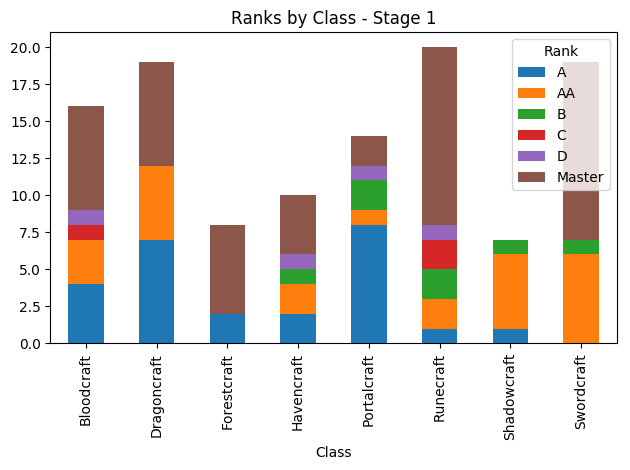 Ranks by Class - Stage 1
20.0
17.5
15.0
12.5
10.0
7.5
5.0
2.5
0.0
Rank
A
AA
B
C
D
Master
Bloodcraft
Dragoncraft
Forestcraft
Havencraft
Portalcraft
Runecraft
Shadowcraft
Swordcraft
Class